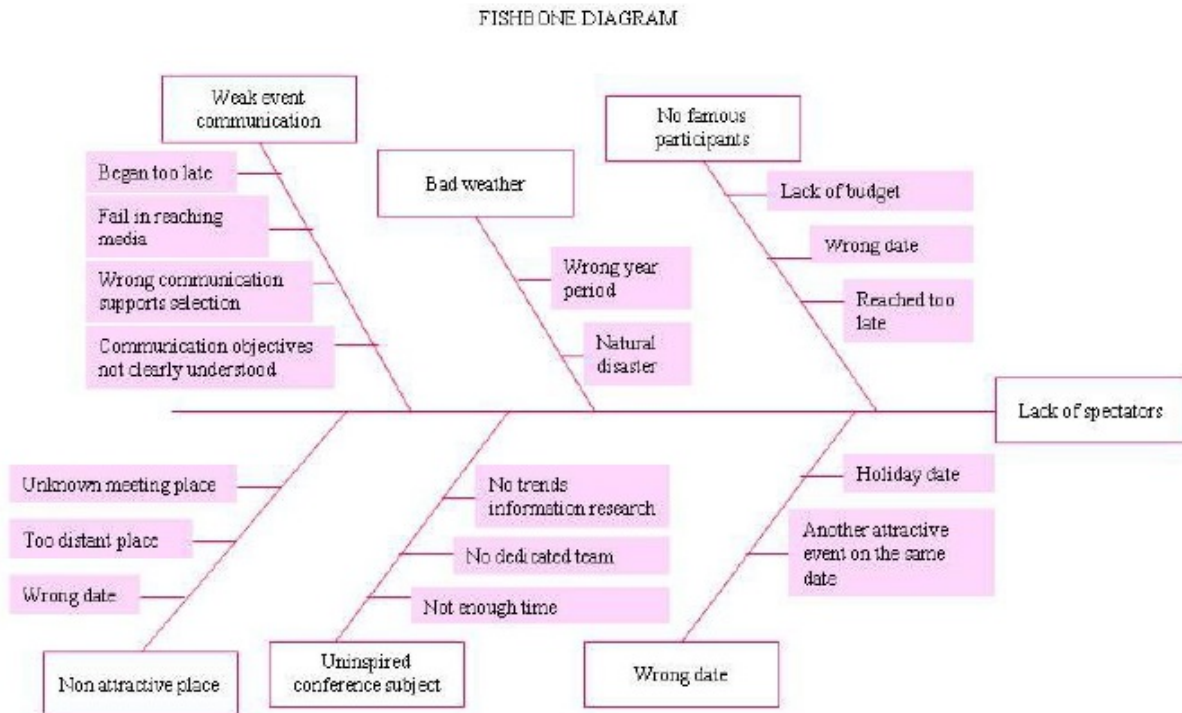 FISHBONE DIAGRAM
Weak event
communication
Began too late
Fail in reaching
media
Wrong communication
supports selection
Communication objectives
not clearly understood
Bad weather
Wrong year
period
Natural
disaster
No famous
participants
Lack of budget
Wrong date
Reached too
late
Lack of spectators
Unknown meeting place
Too distant place
Wrong date
Non attractive place
No trends
information research
No dedicated team
Not enough time
Uninspired
conference subject
Holiday date
Another attractive
event on the same
date
Wrong date